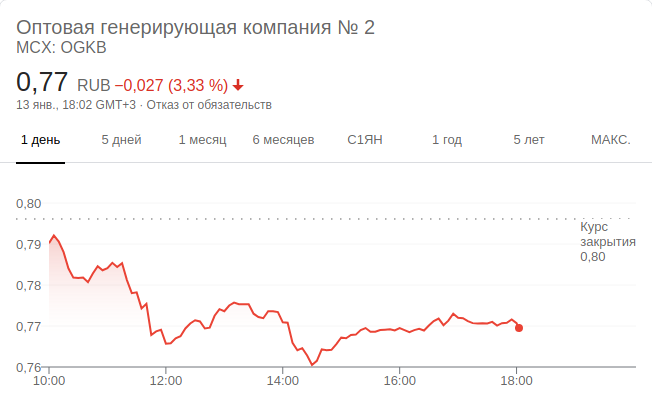 Оптовая генерирующая компания № 2
MCX: OGKB
0,77 RUB −0,027 (3,33 %)
13 янв., 18:02 GMT+3 · Отказ от обязательств
1 день 5 дней 1 месяц 6 месяцев С1ЯН 1 год 5 лет МАКС.
0,80
Курс
закрытия
0,80
0,79
0,78
0,77
0,76
10:00 12:00 14:00 16:00 18:00